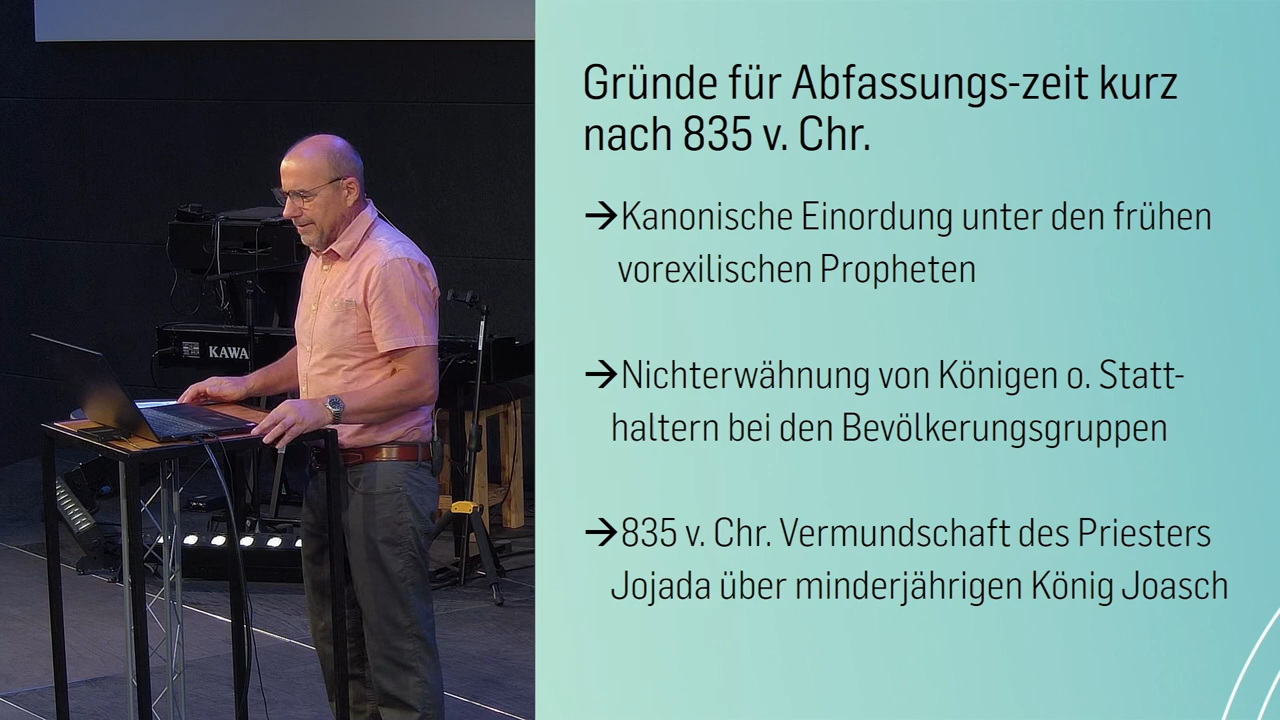 Gründe für Abfassungs-zeit kurz
nach 835 v. Chr.
→Kanonische Einordung unter den frühen
vorexilischen Propheten
→Nichterwähnung von Königen o. Statt-
haltern bei den Bevölkerungsgruppen
→835 v. Chr. Vermundschaft des Priesters
Jojada über minderjährigen König Joasch
KAWA